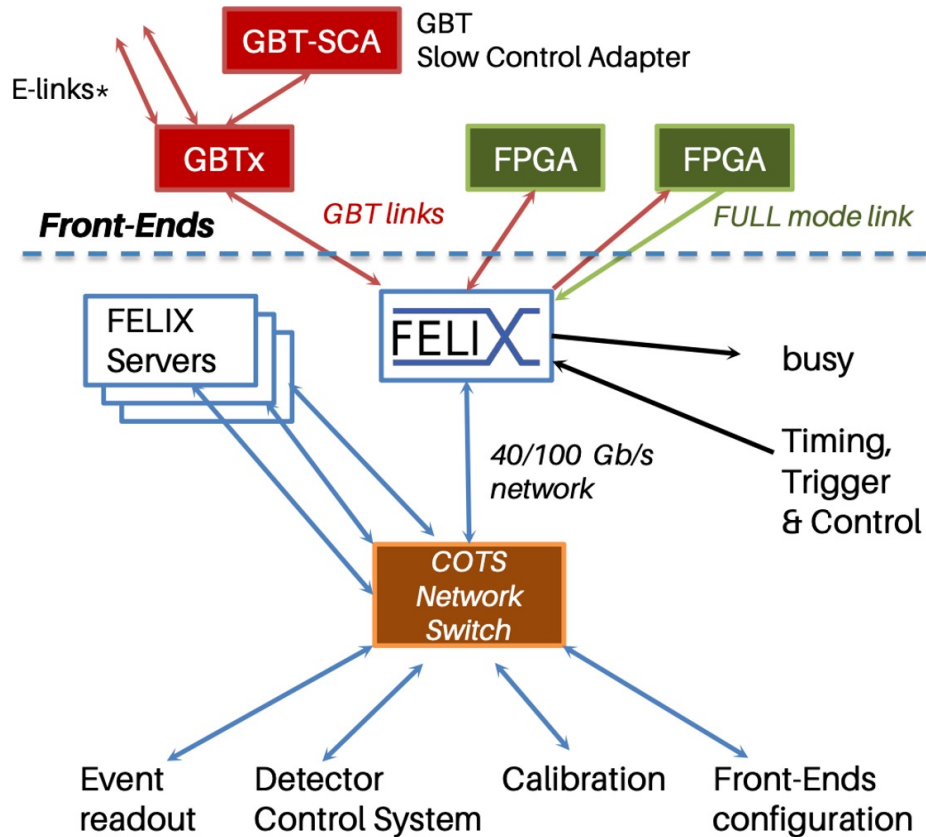 GBT-SCA
GBT
Slow Control Adapter
E-links*
GBTx
FPGA
FPGA
GBT links
FULL mode link
Front-Ends
FELIX
Servers
FELIX
busy
40/100 Gb/s
network
Timing,
Trigger
& Control
COTS
Network
Switch
Event
readout
Detector
Control System
Calibration
Front-Ends
configuration